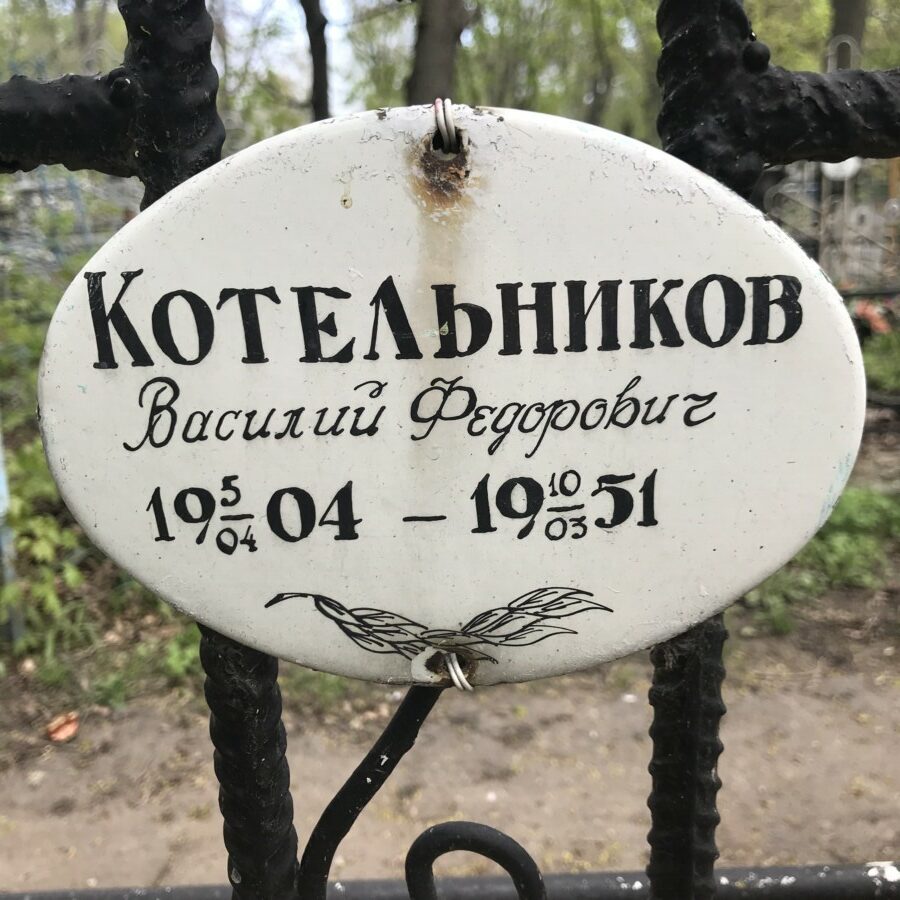 КОТЕЛЬНИКОВ
Василий Федорович
19 5/04 04 – 19 10/03 51